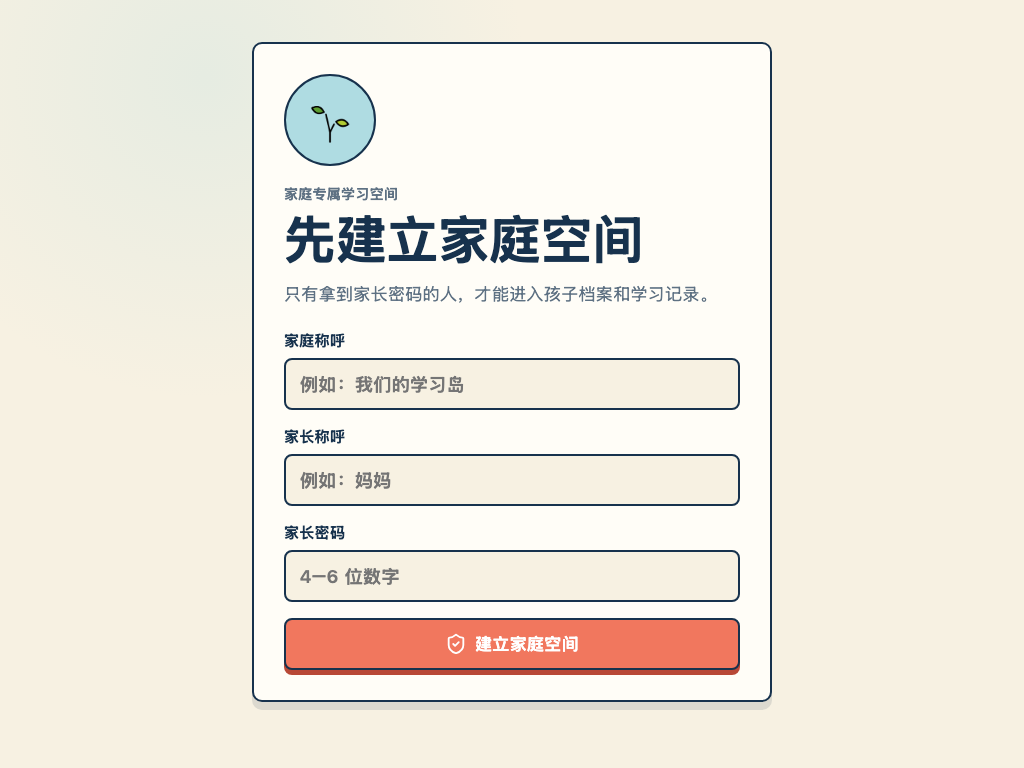 家庭专属学习空间
先建立家庭空间
只有拿到家长密码的人，才能进入孩子档案和学习记录。
家庭称呼
例如：我们的学习岛
家长称呼
例如：妈妈
家长密码
4—6 位数字
建立家庭空间